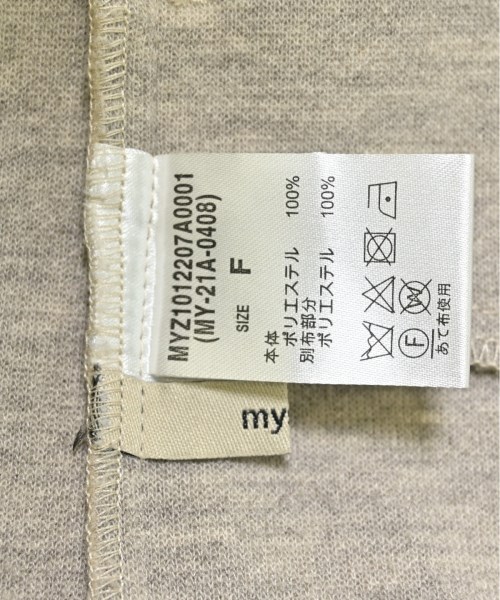 MYZ1012207A0001
(MY-21A-0408)
SIZE F
本体
ポリエステル 100%
別布部分
ポリエステル 100%
F W
あて布使用
my